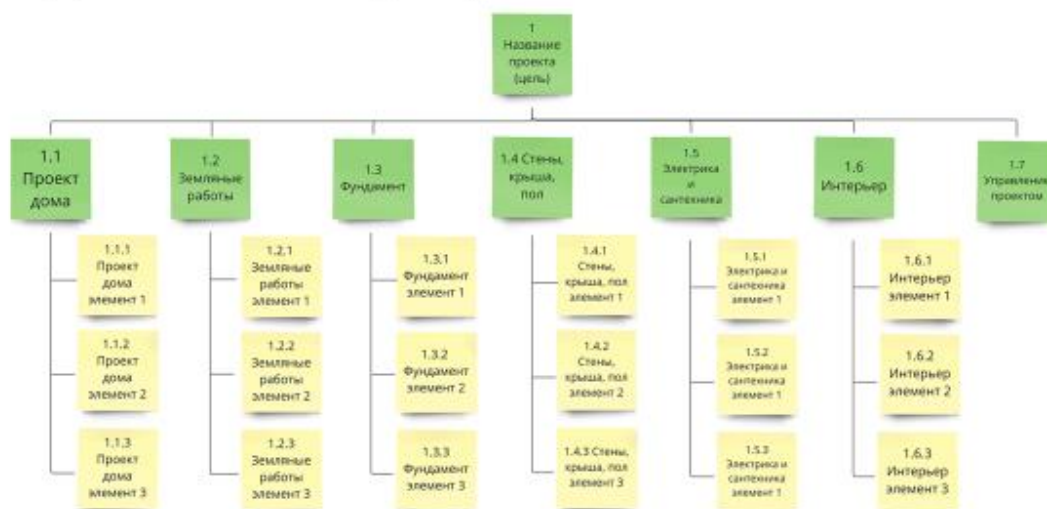 1
Название
проекта
(цель)
1.1
Проект
дома
1.2
Земляные
работы
1.3
Фундамент
1.4 Стены,
крыша,
пол
1.5
Электрика
и
сантехника
1.6
Интерьер
1.7
Управление
проектом
1.1.1
Проект
дома
элемент 1
1.2.1
Земляные
работы
элемент 1
1.3.1
Фундамент
элемент 1
1.4.1
Стены,
крыша, пол
элемент 1
1.5.1
Электрика и
сантехника
элемент 1
1.6.1
Интерьер
элемент 1
1.1.2
Проект
дома
элемент 2
1.2.2
Земляные
работы
элемент 2
1.3.2
Фундамент
элемент 2
1.4.2
Стены,
крыша, пол
элемент 2
1.5.2
Электрика и
сантехника
элемент 1
1.6.2
Интерьер
элемент 2
1.1.3
Проект
дома
элемент 3
1.2.3
Земляные
работы
элемент 3
1.3.3
Фундамент
элемент 3
1.4.3 Стены,
крыша, пол
элемент 3
1.5.3
Электрика и
сантехника
элемент 1
1.6.3
Интерьер
элемент 3